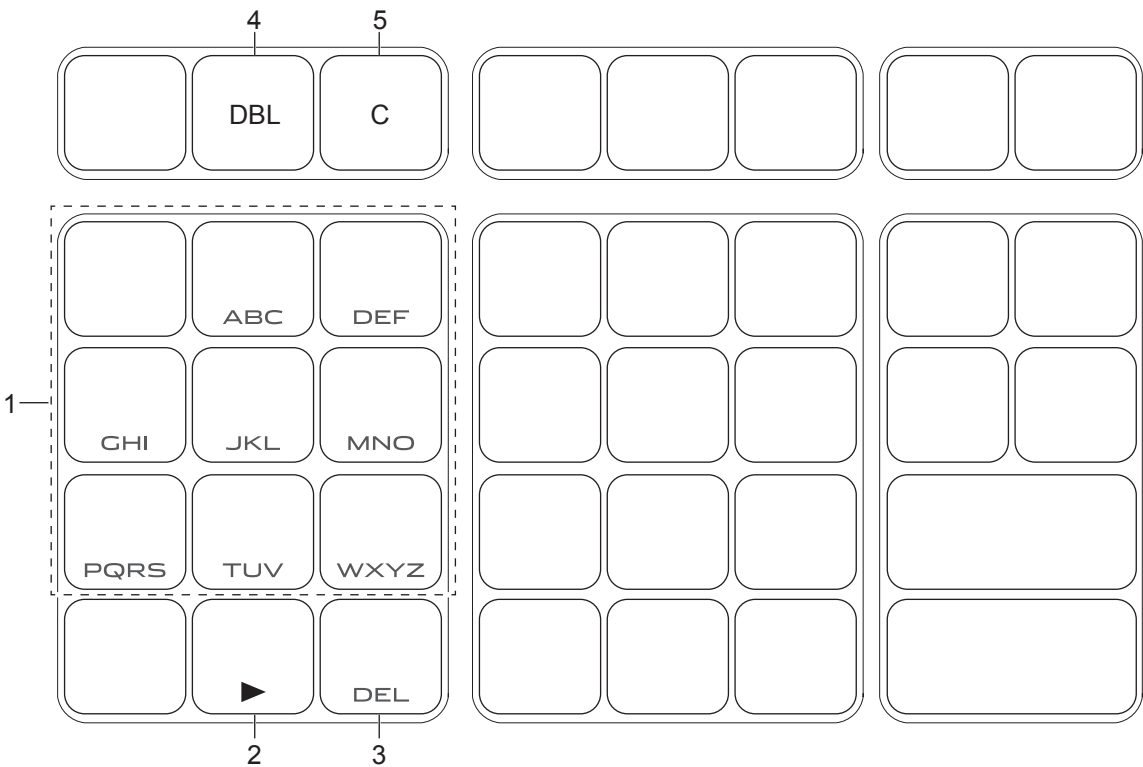 4 5
DBL C
ABC DEF
1
GHI JKL MNO
PQRS TUV WXYZ
▶ DEL
2 3